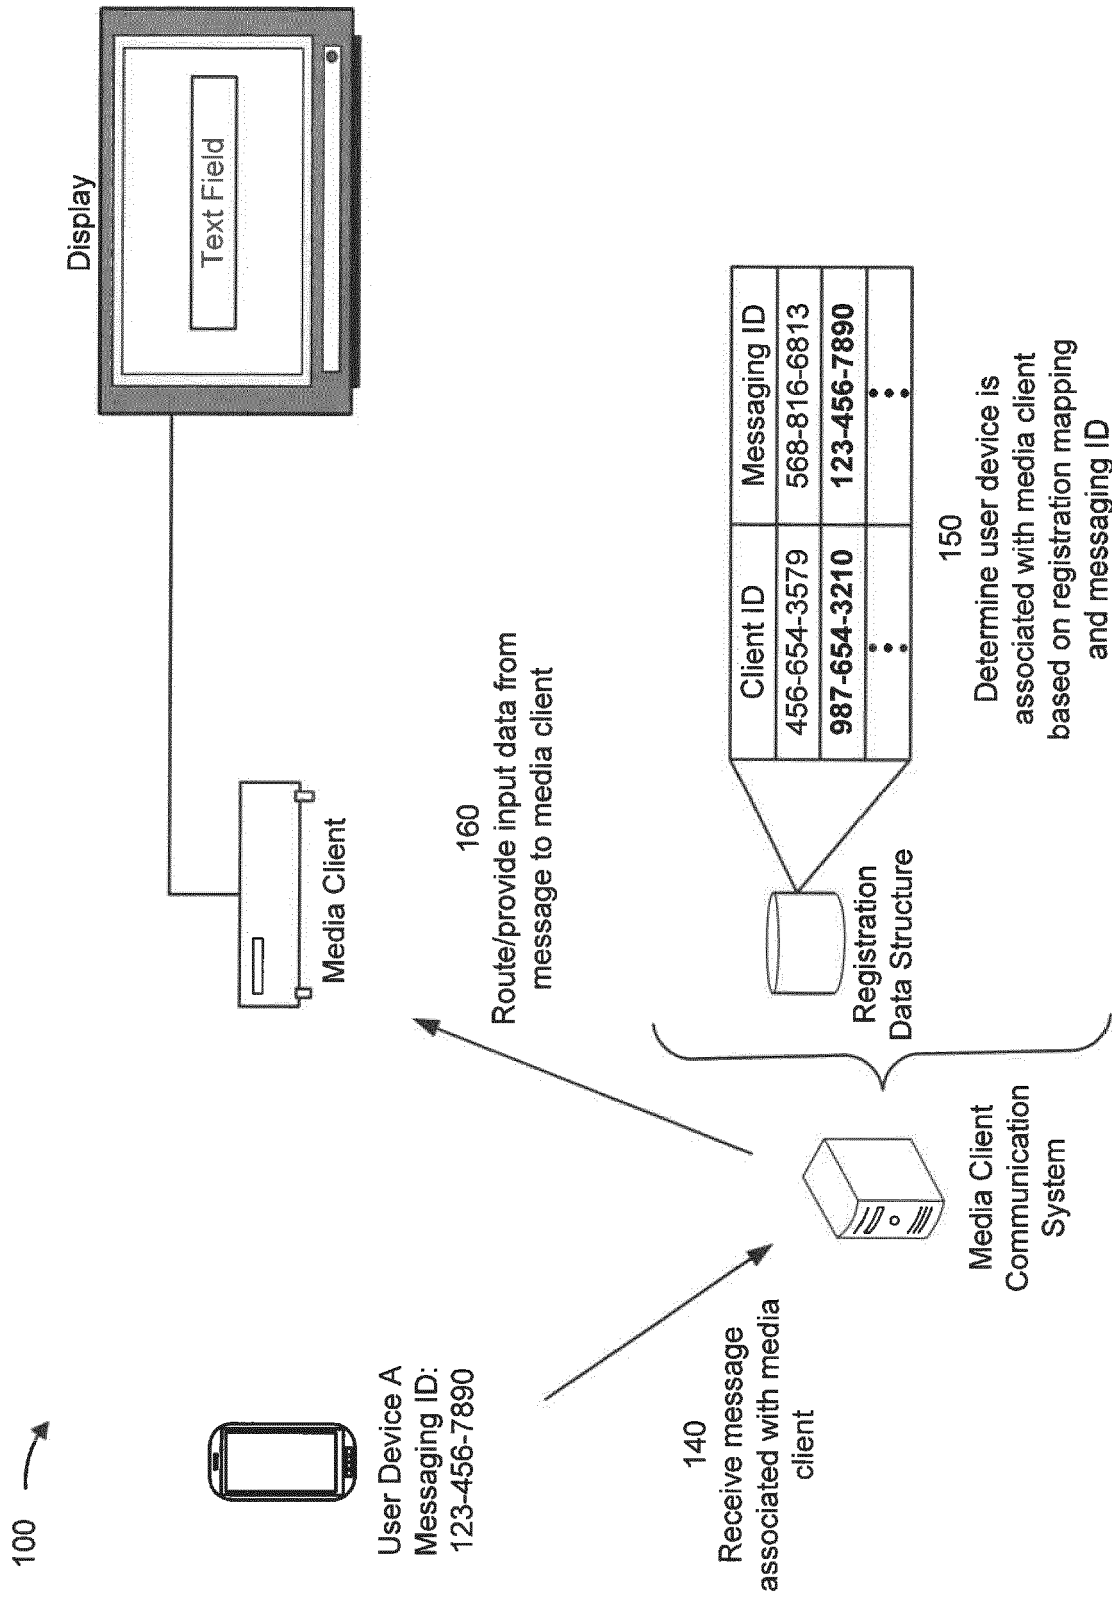 100
User Device A
Messaging ID:
123-456-7890
Media Client
Display
Text Field
140
Receive message
associated with media
client
160
Route/provide input data from
message to media client
Media Client
Communication
System
Registration
Data Structure
Client ID Messaging ID
456-654-3579 568-816-6813
987-654-3210 123-456-7890
150
Determine user device is
associated with media client
based on registration mapping
and messaging ID